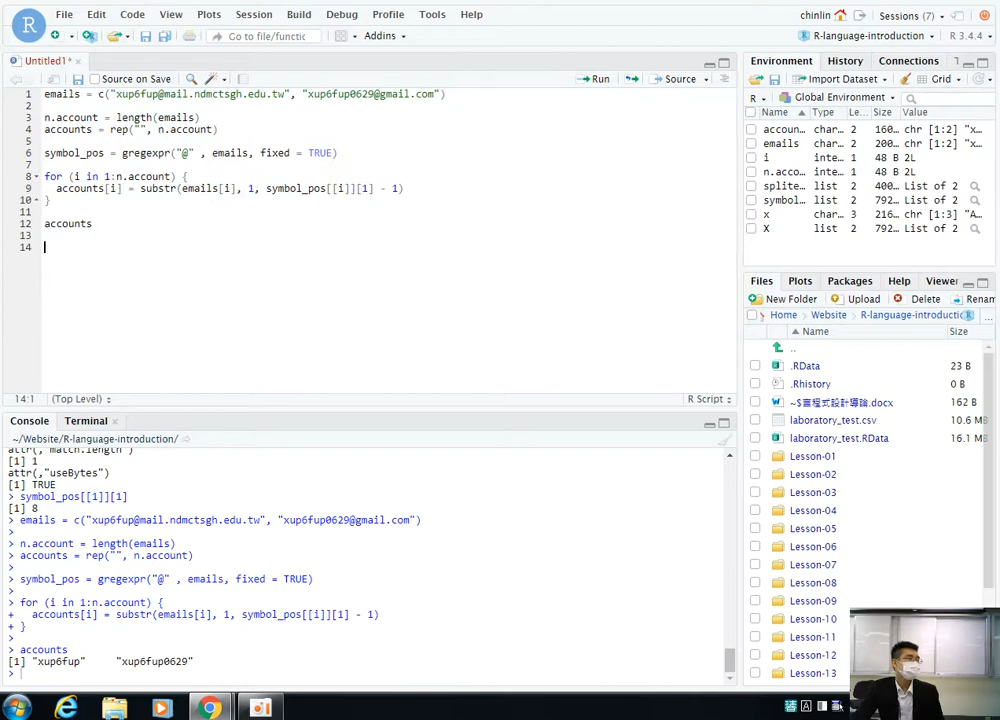 File Edit Code View Plots Session Build Debug Profile Tools Help
chinlin Sessions (7)
Go to file/functic Addins
R-language-introduction R 3.4.4
Untitled1*
Source on Save Run Source
1 emails = c("xup6fup@mail.ndmctsgh.edu.tw", "xup6fup0629@gmail.com")
2
3 n.account = length(emails)
4 accounts = rep("", n.account)
5
6 symbol_pos = gregexpr("@" , emails, fixed = TRUE)
7
8 for (i in 1:n.account) {
9 accounts[i] = substr(emails[i], 1, symbol_pos[[i]][1] - 1)
10 }
11
12 accounts
13
14
14:1 (Top Level) R Script
Console Terminal
~/Website/R-language-introduction/
attr(,"match.length")
[1] 1
attr(,"useBytes")
[1] TRUE
> symbol_pos[[1]][1]
[1] 8
> emails = c("xup6fup@mail.ndmctsgh.edu.tw", "xup6fup0629@gmail.com")
>
> n.account = length(emails)
> accounts = rep("", n.account)
>
> symbol_pos = gregexpr("@" , emails, fixed = TRUE)
>
> for (i in 1:n.account) {
+ accounts[i] = substr(emails[i], 1, symbol_pos[[i]][1] - 1)
+ }
>
> accounts
[1] "xup6fup" "xup6fup0629"
>
Environment History Connections
Import Dataset Grid
R Global Environment
Name Type Le… Size Value
accoun… char… 2 160… chr [1:2] "x…
emails char… 2 200… chr [1:2] "x…
i inte… 1 48 B 2L
n.acco… inte… 1 48 B 2L
splite… list 2 400… List of 2
symbol… list 2 792… List of 2
x char… 3 216… chr [1:3] "A…
X list 2 792… List of 2
Files Plots Packages Help Viewer
New Folder Upload Delete Renam
Home Website R-language-introductic ...
Name Size
..
.RData 23 B
.Rhistory 0 B
~$言程式設計導論.docx 162 B
laboratory_test.csv 10.6 MB
laboratory_test.RData 16.1 MB
Lesson-01
Lesson-02
Lesson-03
Lesson-04
Lesson-05
Lesson-06
Lesson-07
Lesson-08
Lesson-09
Lesson-10
Lesson-11
Lesson-12
Lesson-13